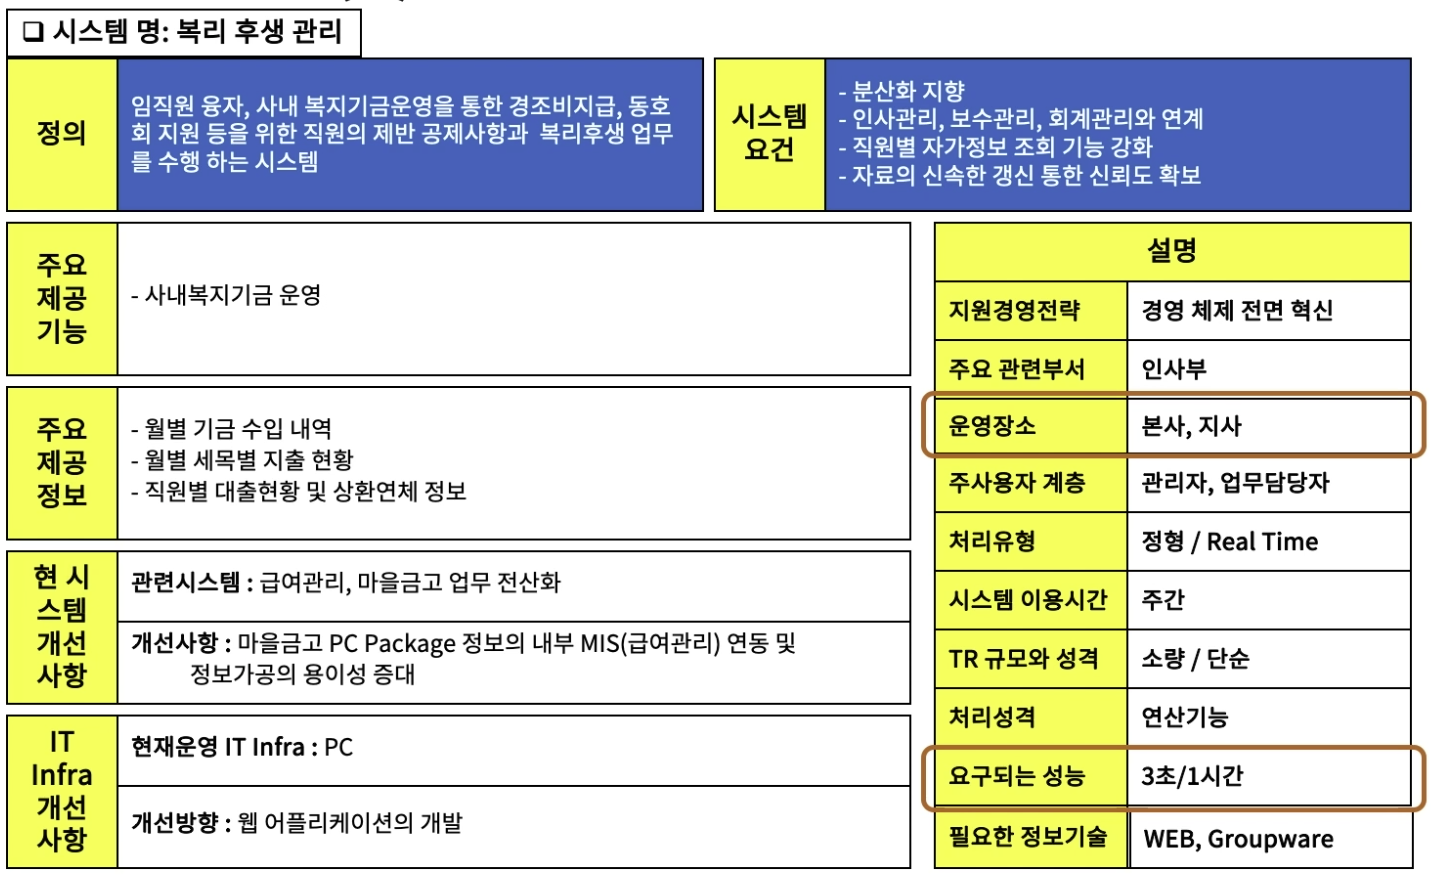 ❑ 시스템 명: 복리 후생 관리
정의
임직원 융자, 사내 복지기금운영을 통한 경조비지급, 동호
회 지원 등을 위한 직원의 제반 공제사항과 복리후생 업무
를 수행 하는 시스템
시스템
요건
- 분산화 지향
- 인사관리, 보수관리, 회계관리와 연계
- 직원별 자가정보 조회 기능 강화
- 자료의 신속한 갱신 통한 신뢰도 확보
주요
제공
기능
- 사내복지기금 운영
주요
제공
정보
- 월별 기금 수입 내역
- 월별 세목별 지출 현황
- 직원별 대출현황 및 상환연체 정보
현 시
스템
개선
사항
관련시스템 : 급여관리, 마을금고 업무 전산화
개선사항 : 마을금고 PC Package 정보의 내부 MIS(급여관리) 연동 및
정보가공의 용이성 증대
IT
Infra
개선
사항
현재운영 IT Infra : PC
개선방향 : 웹 어플리케이션의 개발
설명
지원경영전략 경영 체제 전면 혁신
주요 관련부서 인사부
운영장소 본사, 지사
주사용자 계층 관리자, 업무담당자
처리유형 정형 / Real Time
시스템 이용시간 주간
TR 규모와 성격 소량 / 단순
처리성격 연산기능
요구되는 성능 3초/1시간
필요한 정보기술 WEB, Groupware